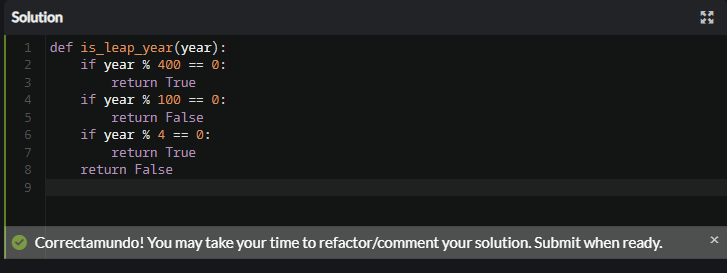 Solution
1 def is_leap_year(year):
2     if year % 400 == 0:
3         return True
4     if year % 100 == 0:
5         return False
6     if year % 4 == 0:
7         return True
8     return False
9
Correctamundo! You may take your time to refactor/comment your solution. Submit when ready. ×